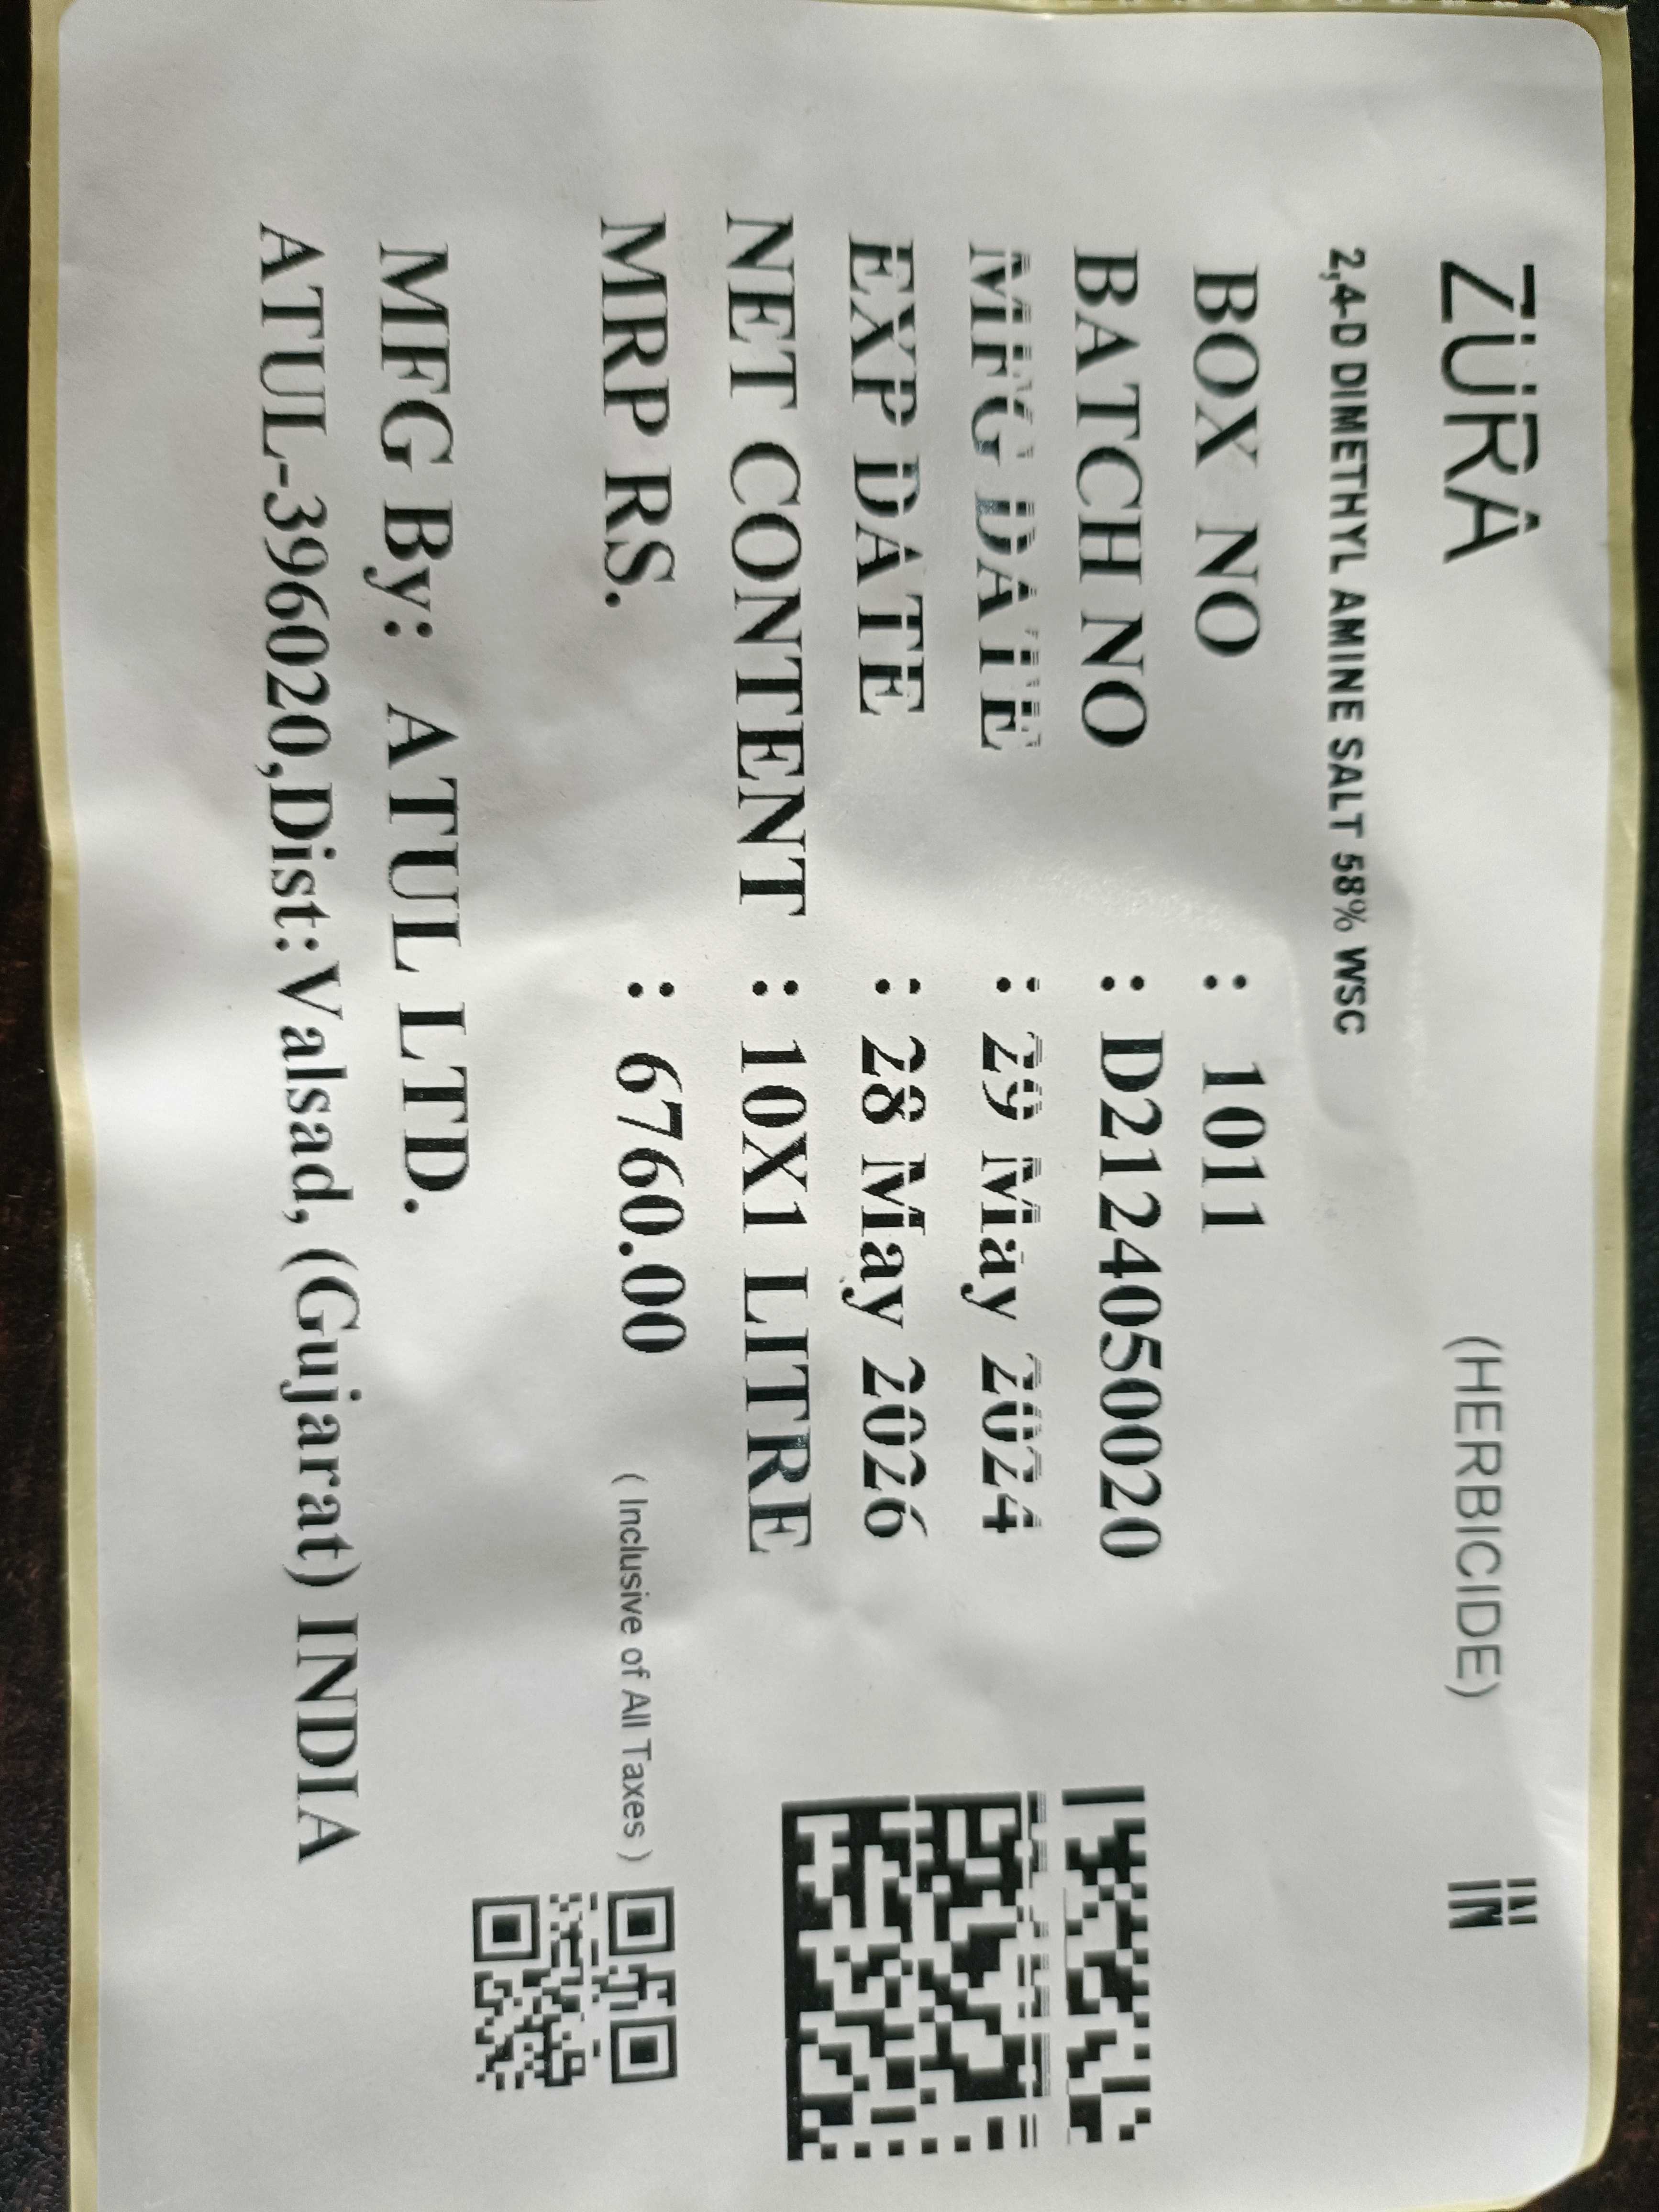 ZURA (HERBICIDE) IN
2,4-D DIMETHYL AMINE SALT 58% WSC
BOX NO : 1011
BATCH NO : D2124050020
MFG DATE : 29 May 2024
EXP DATE : 28 May 2026
NET CONTENT : 10X1 LITRE
MRP RS. : 6760.00 ( Inclusive of All Taxes )
MFG By: ATUL LTD.
ATUL-396020,Dist:Valsad, (Gujarat) INDIA